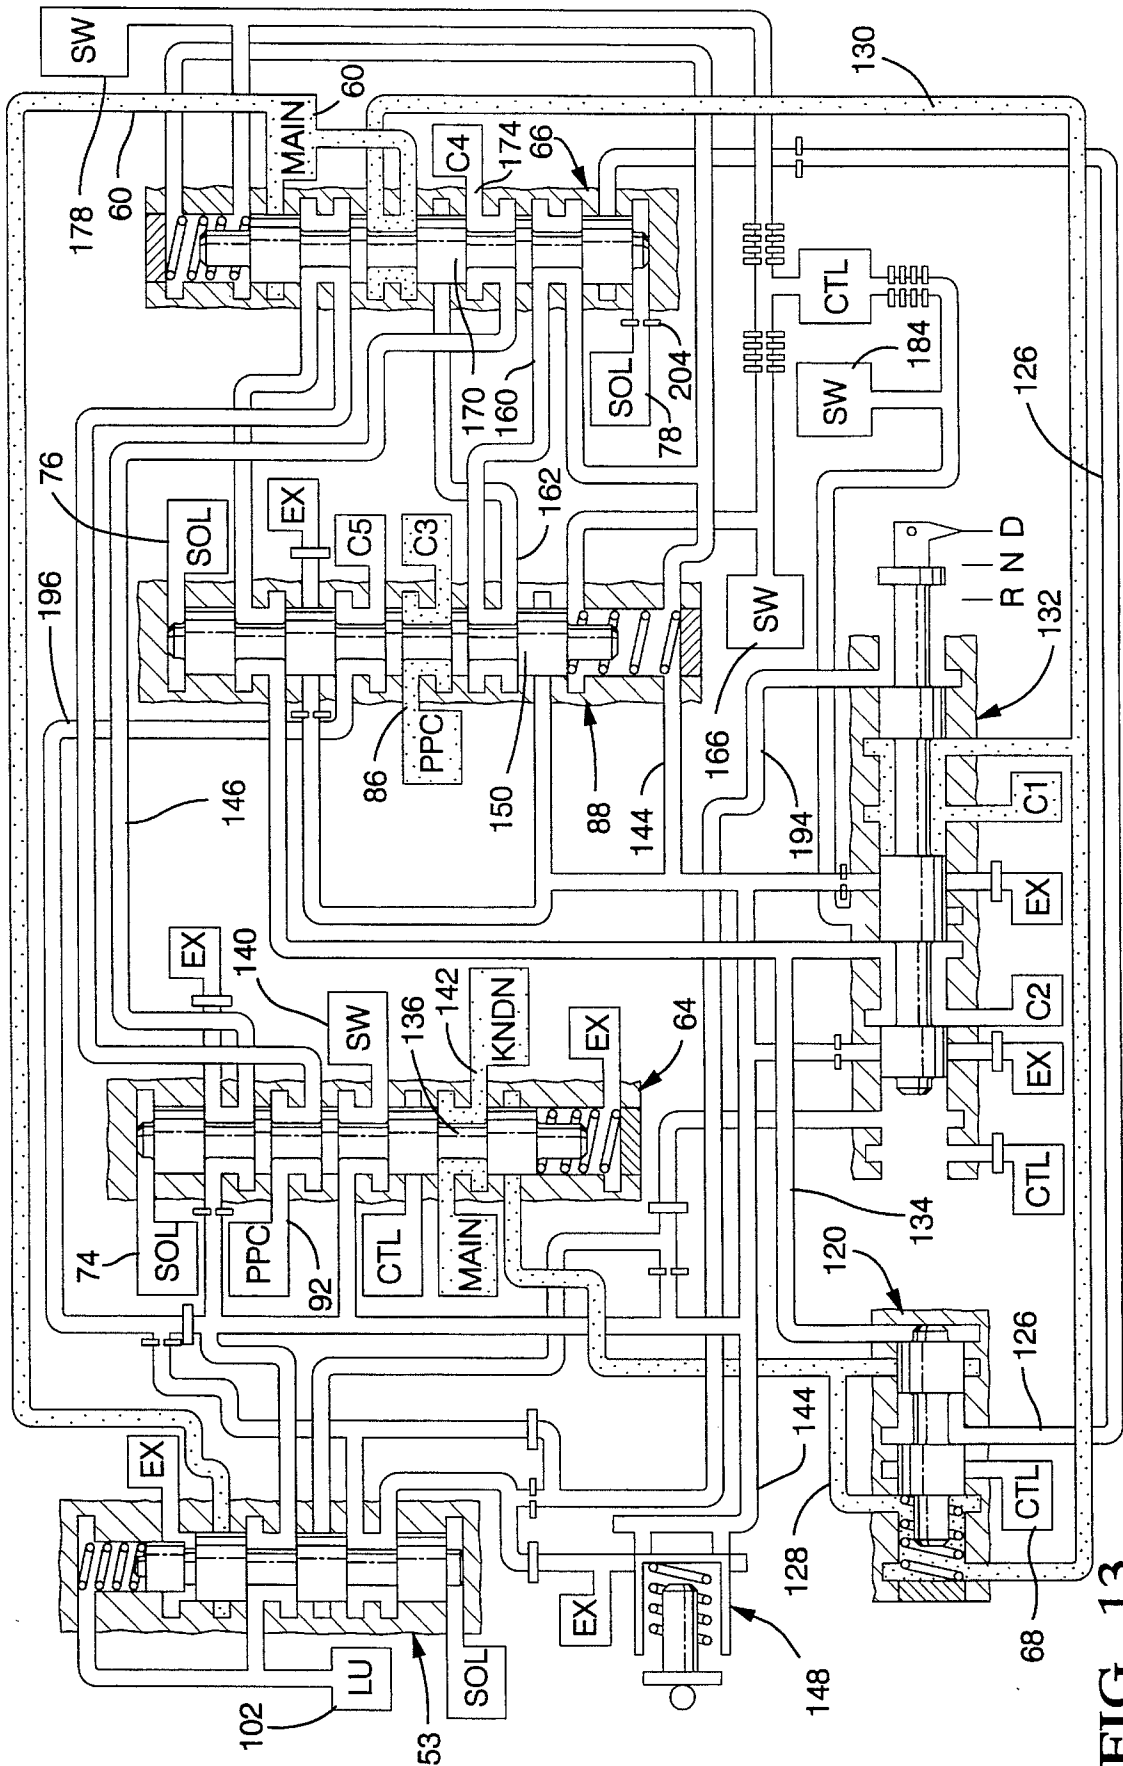 SW
178
60
MAIN
60
C4
174
66
130
SOL
78
204
170
160
CTL
SW
184
126
76
SOL
196
EX
C5
C3
162
SW
166
86
PPC
150
88
144
194
R N D
132
C1
EX
C2
EX
CTL
146
EX
140
SW
142
KNDN
136
EX
64
74
SOL
PPC
92
CTL
MAIN
134
120
126
144
128
CTL
68
EX
102
LU
53
SOL
EX
148
FIG. 13